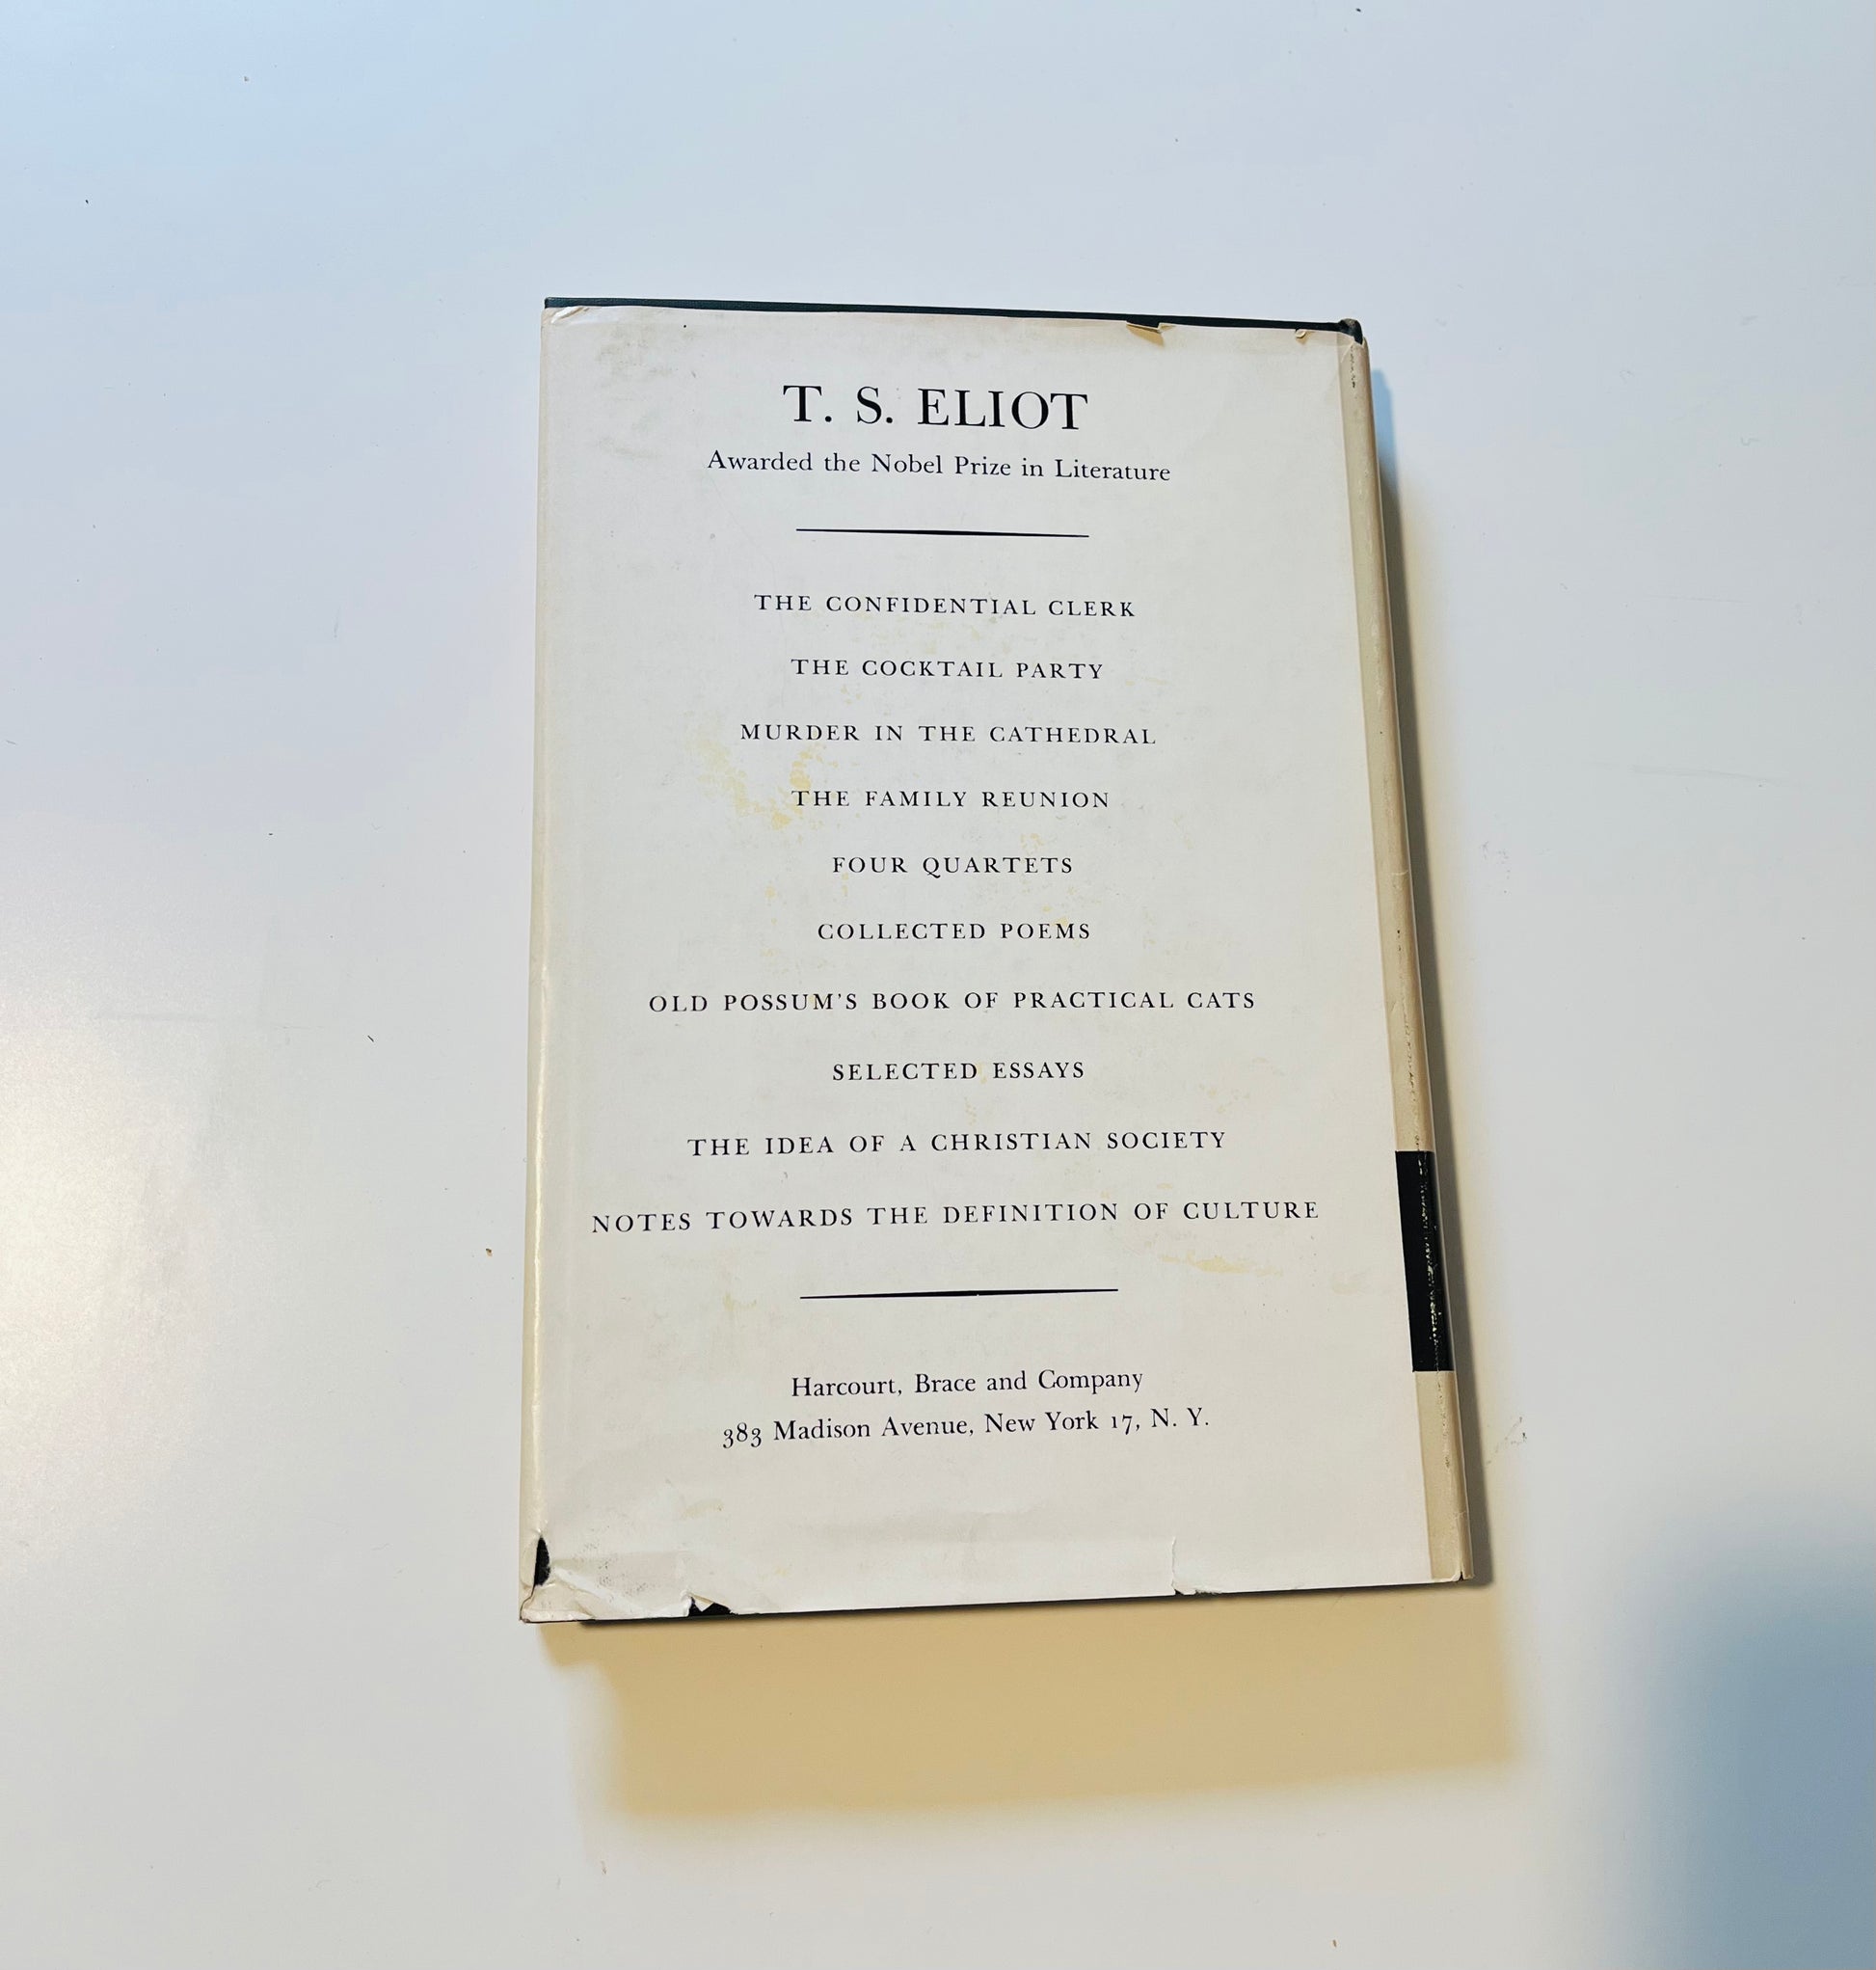 T. S. ELIOT
Awarded the Nobel Prize in Literature
THE CONFIDENTIAL CLERK
THE COCKTAIL PARTY
MURDER IN THE CATHEDRAL
THE FAMILY REUNION
FOUR QUARTETS
COLLECTED POEMS
OLD POSSUM'S BOOK OF PRACTICAL CATS
SELECTED ESSAYS
THE IDEA OF A CHRISTIAN SOCIETY
NOTES TOWARDS THE DEFINITION OF CULTURE
Harcourt, Brace and Company
383 Madison Avenue, New York 17, N. Y.